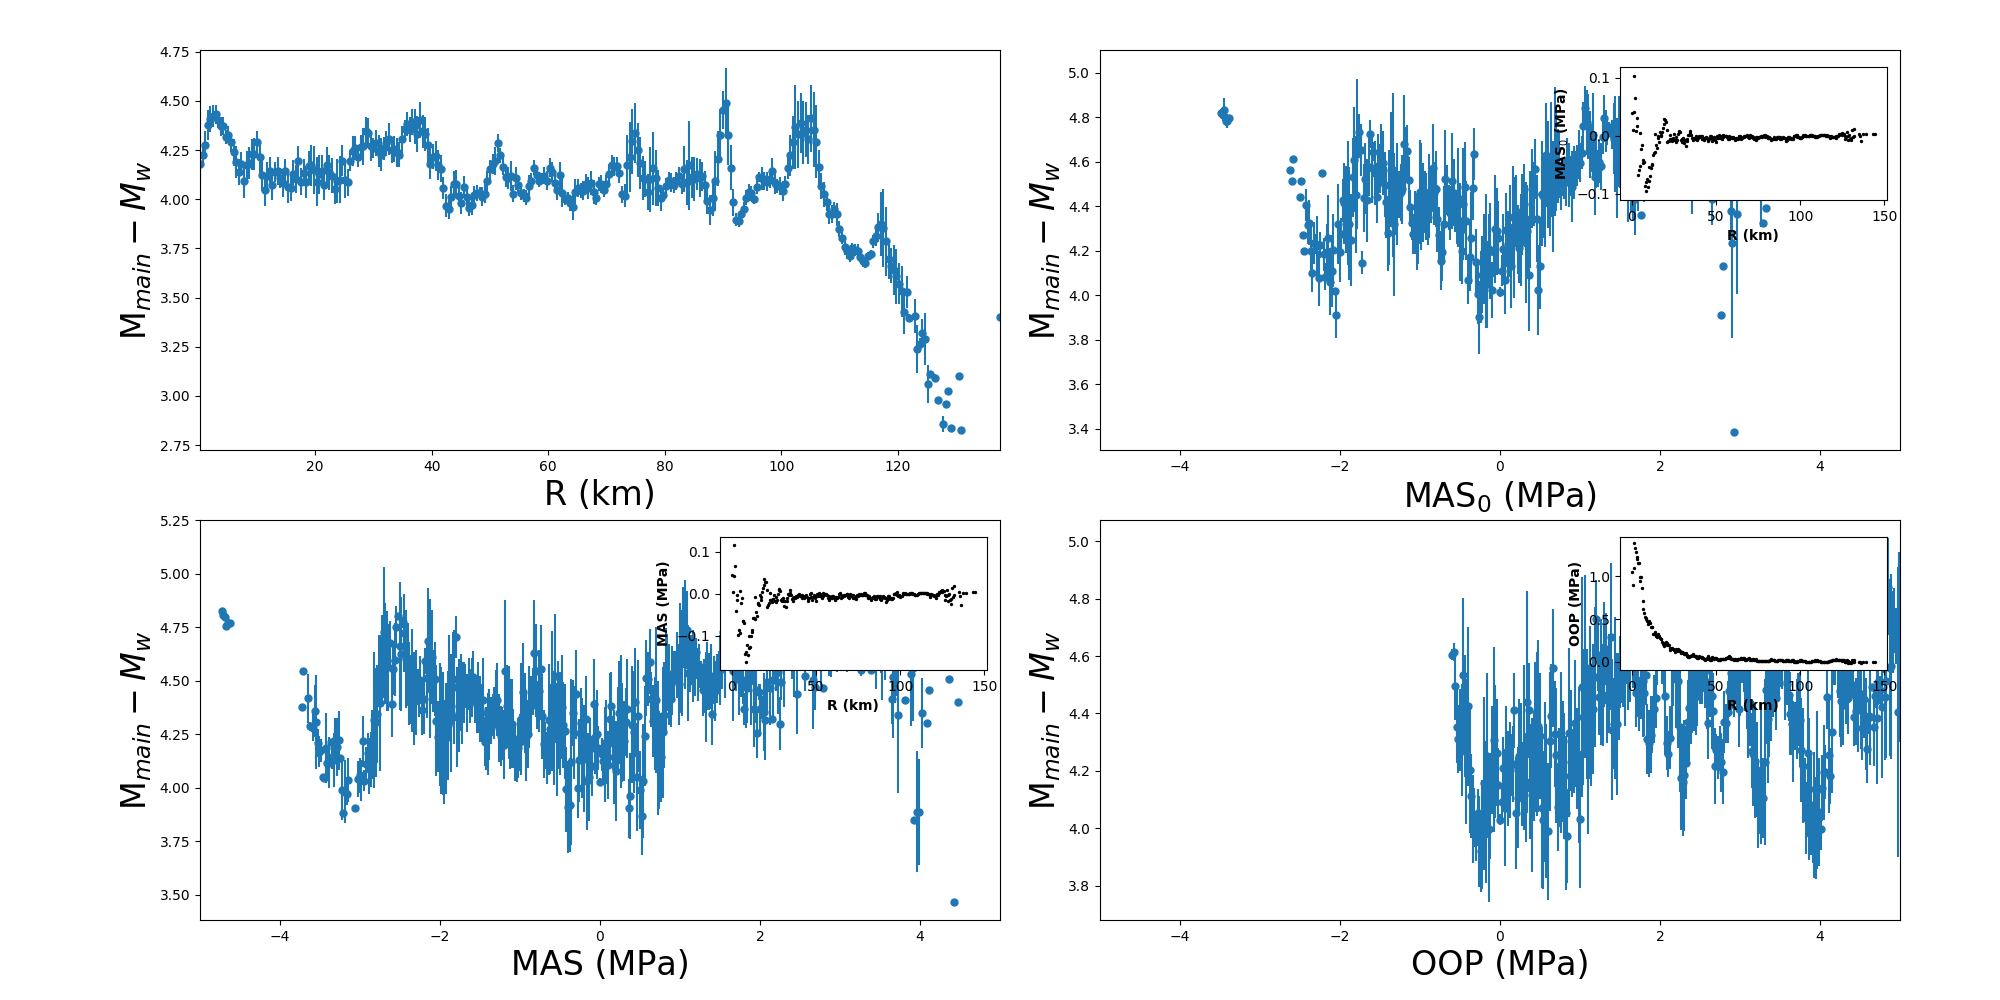 4.75
4.50
4.25
4.00
3.75
3.50
3.25
3.00
2.75
M_main − M_w
20 40 60 80 100 120
R (km)
5.0
4.8
4.6
4.4
4.2
4.0
3.8
3.6
3.4
M_main − M_w
−4 −2 0 2 4
MAS_0 (MPa)
0.1
0.0
−0.1
MAS_0 (MPa)
0 50 100 150
R (km)
5.25
5.00
4.75
4.50
4.25
4.00
3.75
3.50
M_main − M_w
−4 −2 0 2 4
MAS (MPa)
0.1
0.0
−0.1
MAS (MPa)
0 50 100 150
R (km)
5.0
4.8
4.6
4.4
4.2
4.0
3.8
M_main − M_w
−4 −2 0 2 4
OOP (MPa)
1.0
0.5
0.0
OOP (MPa)
0 50 100 150
R (km)